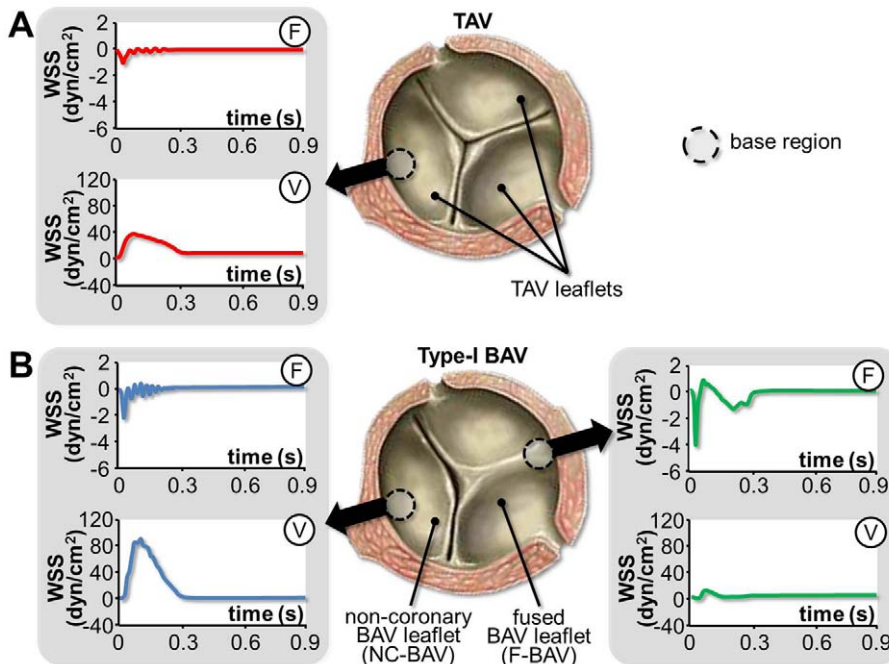 A
TAV
F
WSS
(dyn/cm²)
2
0
-2
-4
-6
time (s)
0 0.3 0.6 0.9
V
WSS
(dyn/cm²)
120
80
40
0
-40
time (s)
0 0.3 0.6 0.9
base region
TAV leaflets
B
Type-I BAV
F
WSS
(dyn/cm²)
2
0
-2
-4
-6
time (s)
0 0.3 0.6 0.9
V
WSS
(dyn/cm²)
120
80
40
0
-40
time (s)
0 0.3 0.6 0.9
non-coronary
BAV leaflet
(NC-BAV)
fused
BAV leaflet
(F-BAV)
F
WSS
(dyn/cm²)
2
0
-2
-4
-6
time (s)
0 0.3 0.6 0.9
V
WSS
(dyn/cm²)
120
80
40
0
-40
time (s)
0 0.3 0.6 0.9